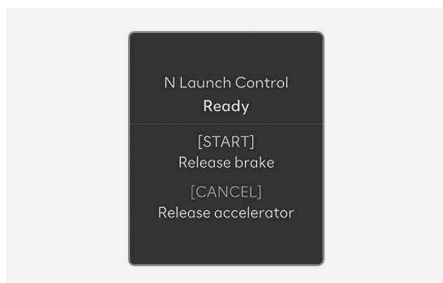 N Launch Control
Ready
[START]
Release brake
[CANCEL]
Release accelerator